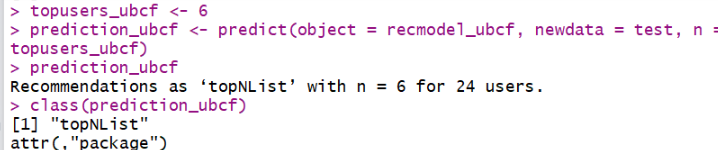 > topusers_ubcf <- 6
> prediction_ubcf <- predict(object = recmodel_ubcf, newdata = test, n =
topusers_ubcf)
> prediction_ubcf
Recommendations as ‘topNList’ with n = 6 for 24 users.
> class(prediction_ubcf)
[1] "topNList"
attr(,"package")